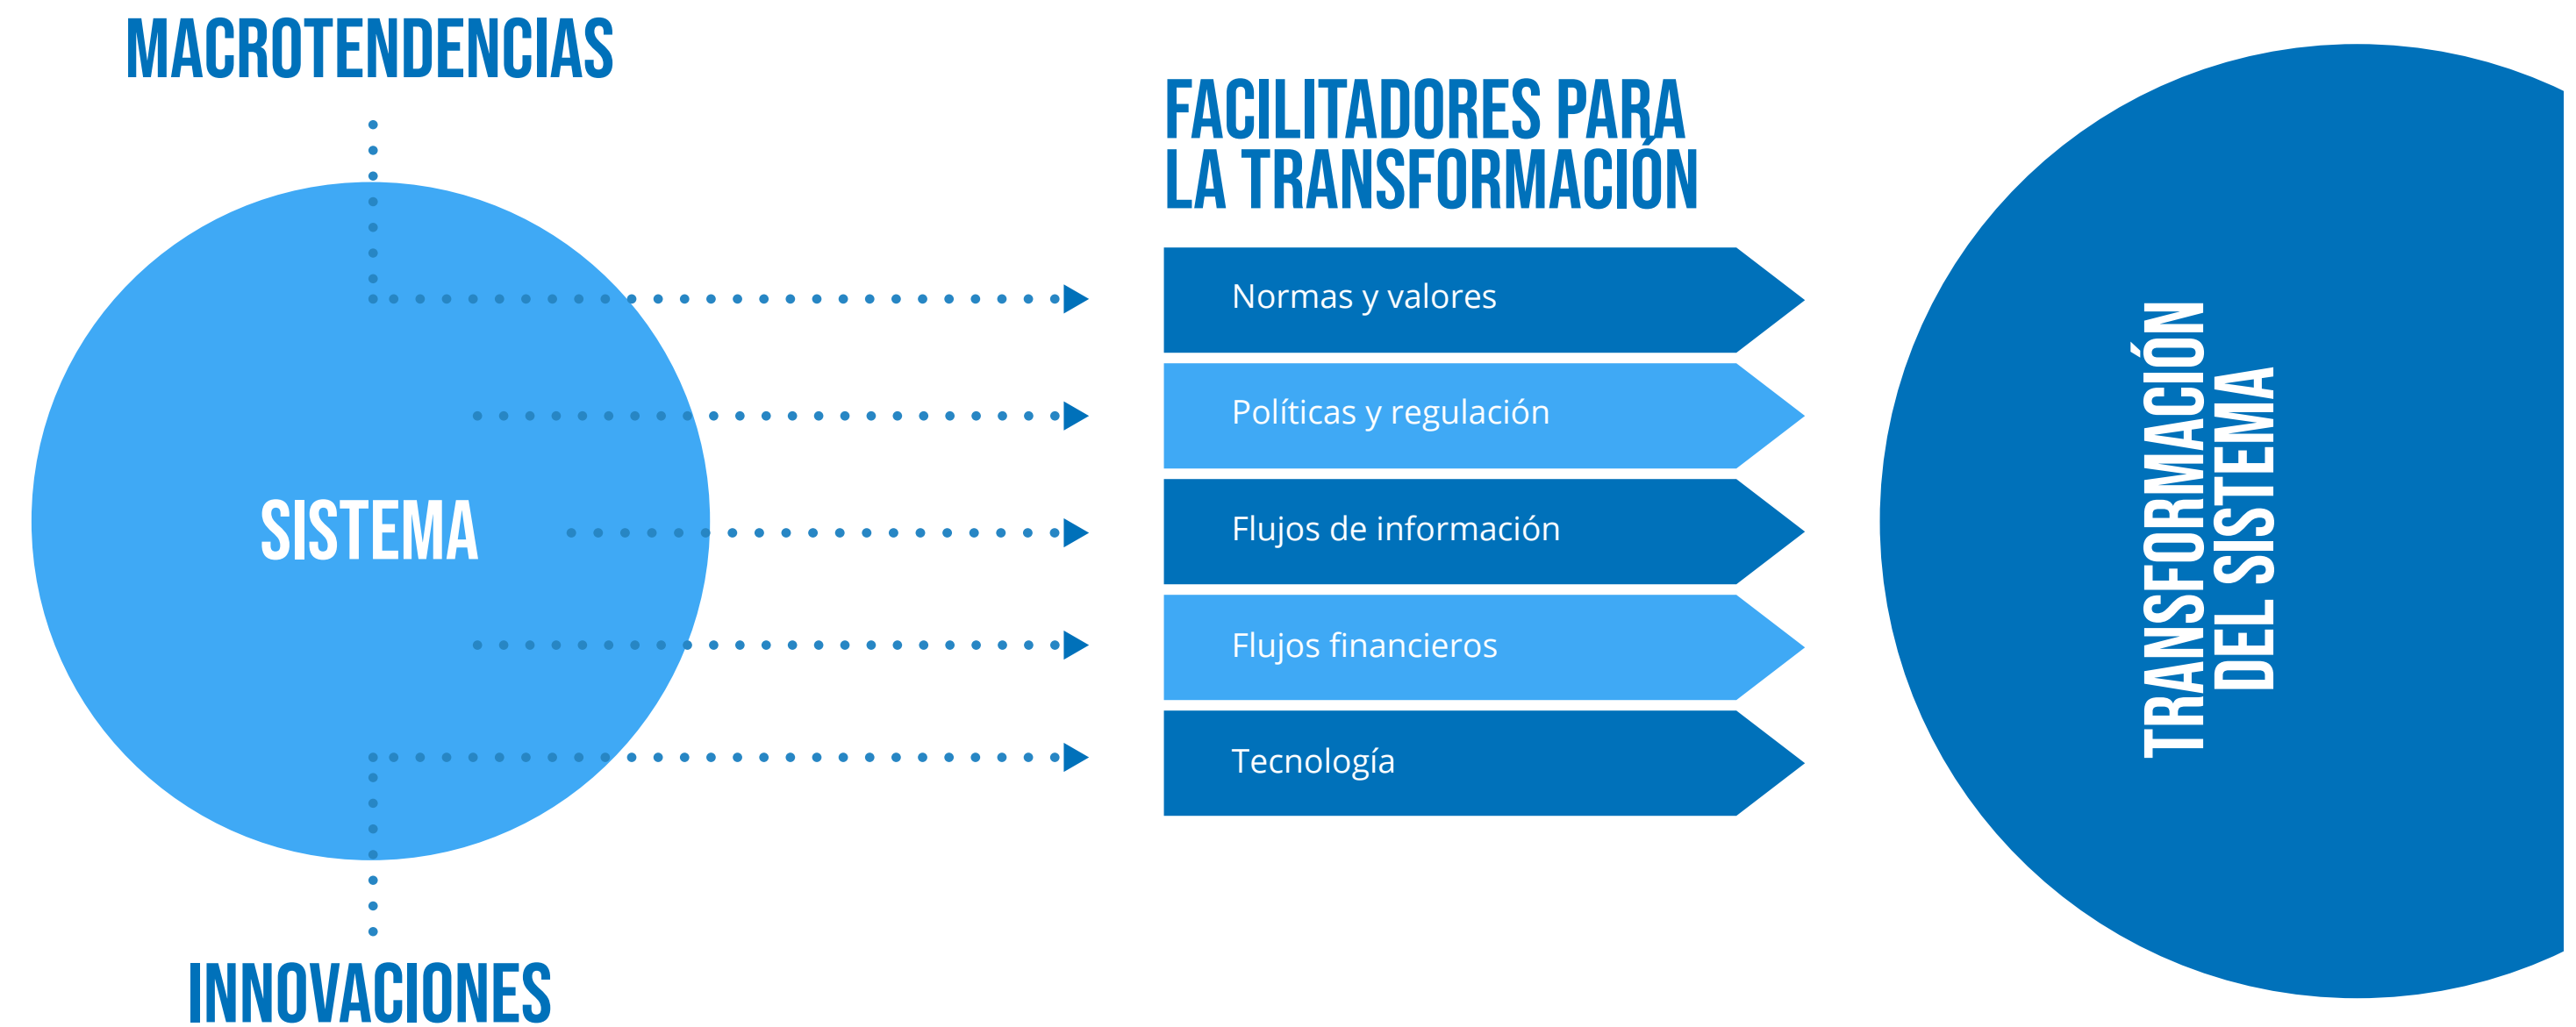 MACROTENDENCIAS
SISTEMA
INNOVACIONES
FACILITADORES PARA
LA TRANSFORMACIÓN
Normas y valores
Políticas y regulación
Flujos de información
Flujos financieros
Tecnología
TRANSFORMACIÓN
DEL SISTEMA